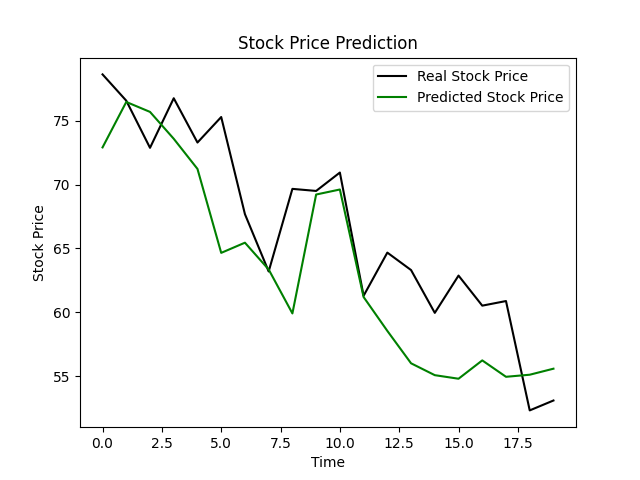 Stock Price Prediction
Real Stock Price
Predicted Stock Price
Stock Price
75
70
65
60
55
0.0 2.5 5.0 7.5 10.0 12.5 15.0 17.5
Time